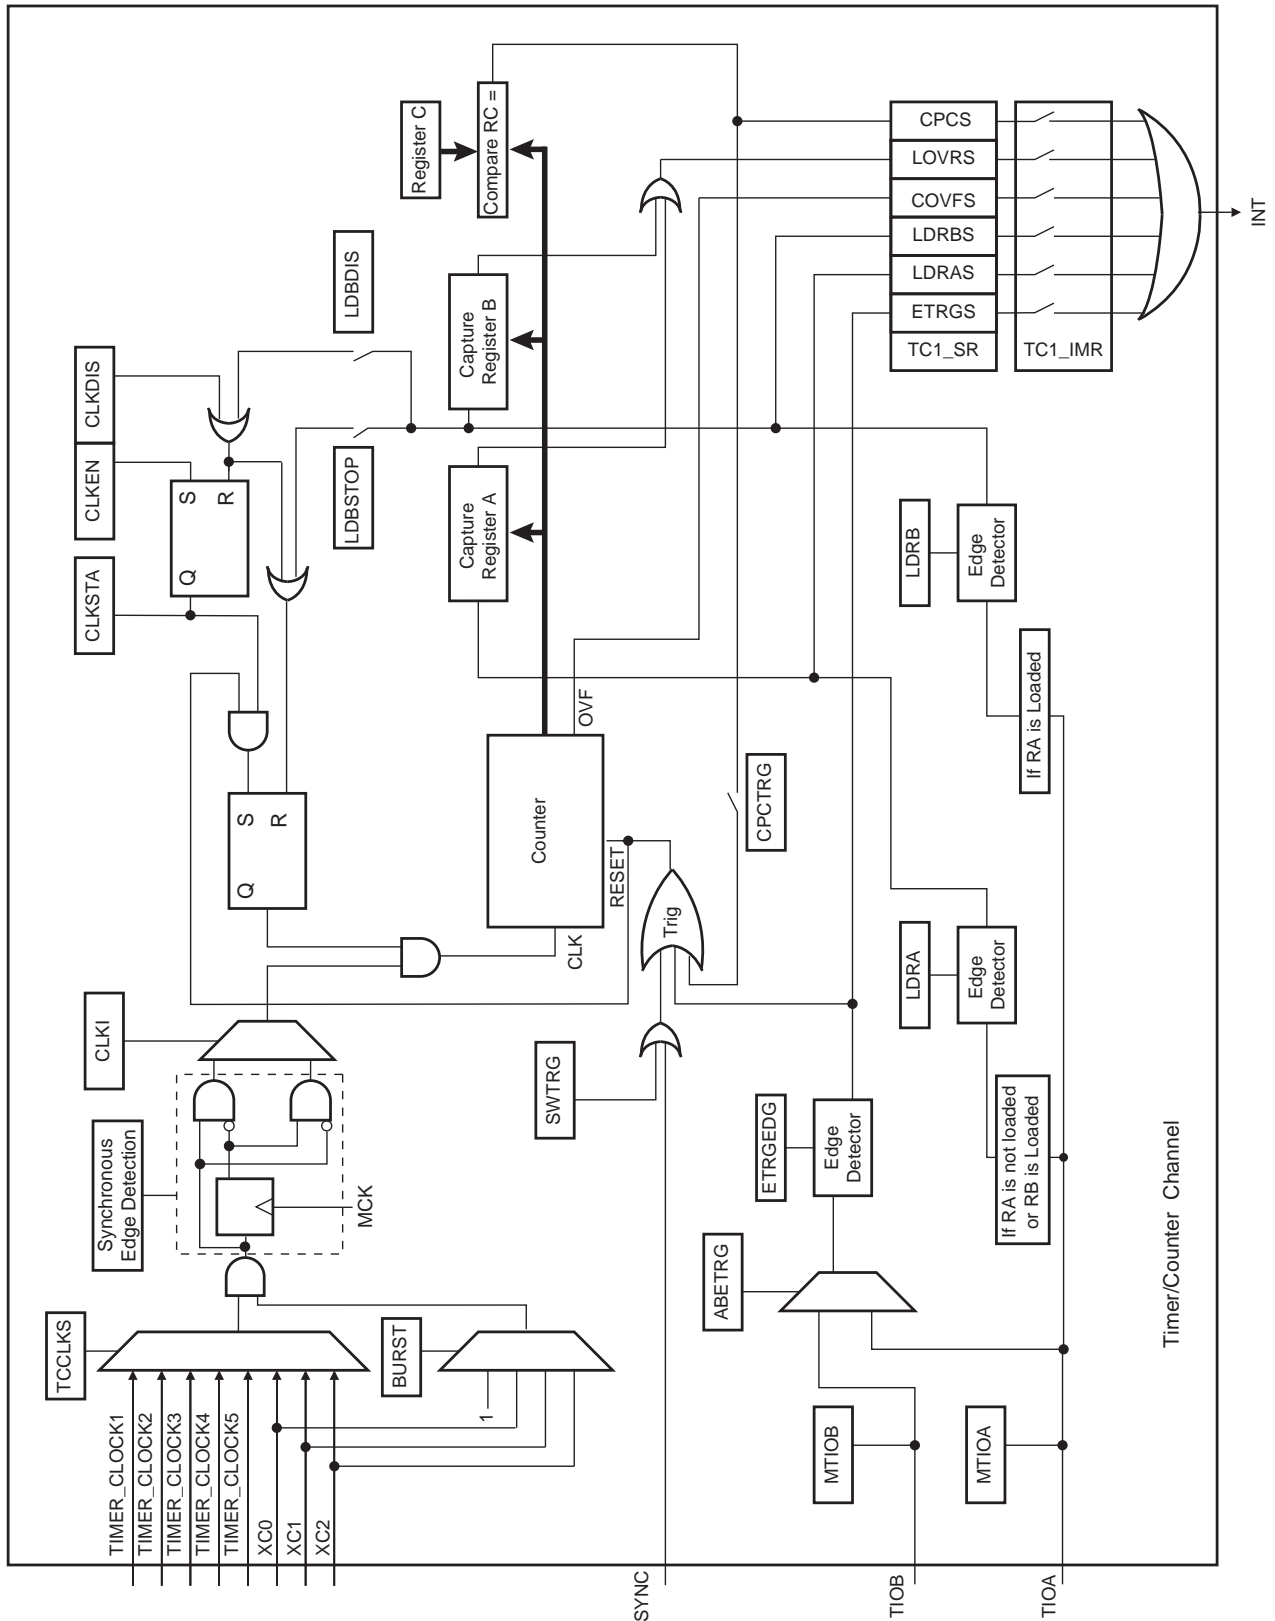 TIMER_CLOCK1
TIMER_CLOCK2
TIMER_CLOCK3
TIMER_CLOCK4
TIMER_CLOCK5
XC0
XC1
XC2
TCCLKS
BURST
1
Synchronous
Edge Detection
MCK
CLKI
CLKSTA
CLKEN
CLKDIS
Q
S
R
Q
S
R
LDBSTOP
LDBDIS
Register C
Compare RC =
Capture
Register A
Capture
Register B
Counter
CLK
OVF
RESET
Trig
SYNC
SWTRG
CPCTRG
TIOB
TIOA
MTIOB
MTIOA
ABETRG
ETRGEDG
Edge
Detector
LDRA
Edge
Detector
LDRB
Edge
Detector
If RA is not loaded
or RB is Loaded
If RA is Loaded
CPCS
LOVRS
COVFS
LDRBS
LDRAS
ETRGS
TC1_SR
TC1_IMR
INT
Timer/Counter Channel